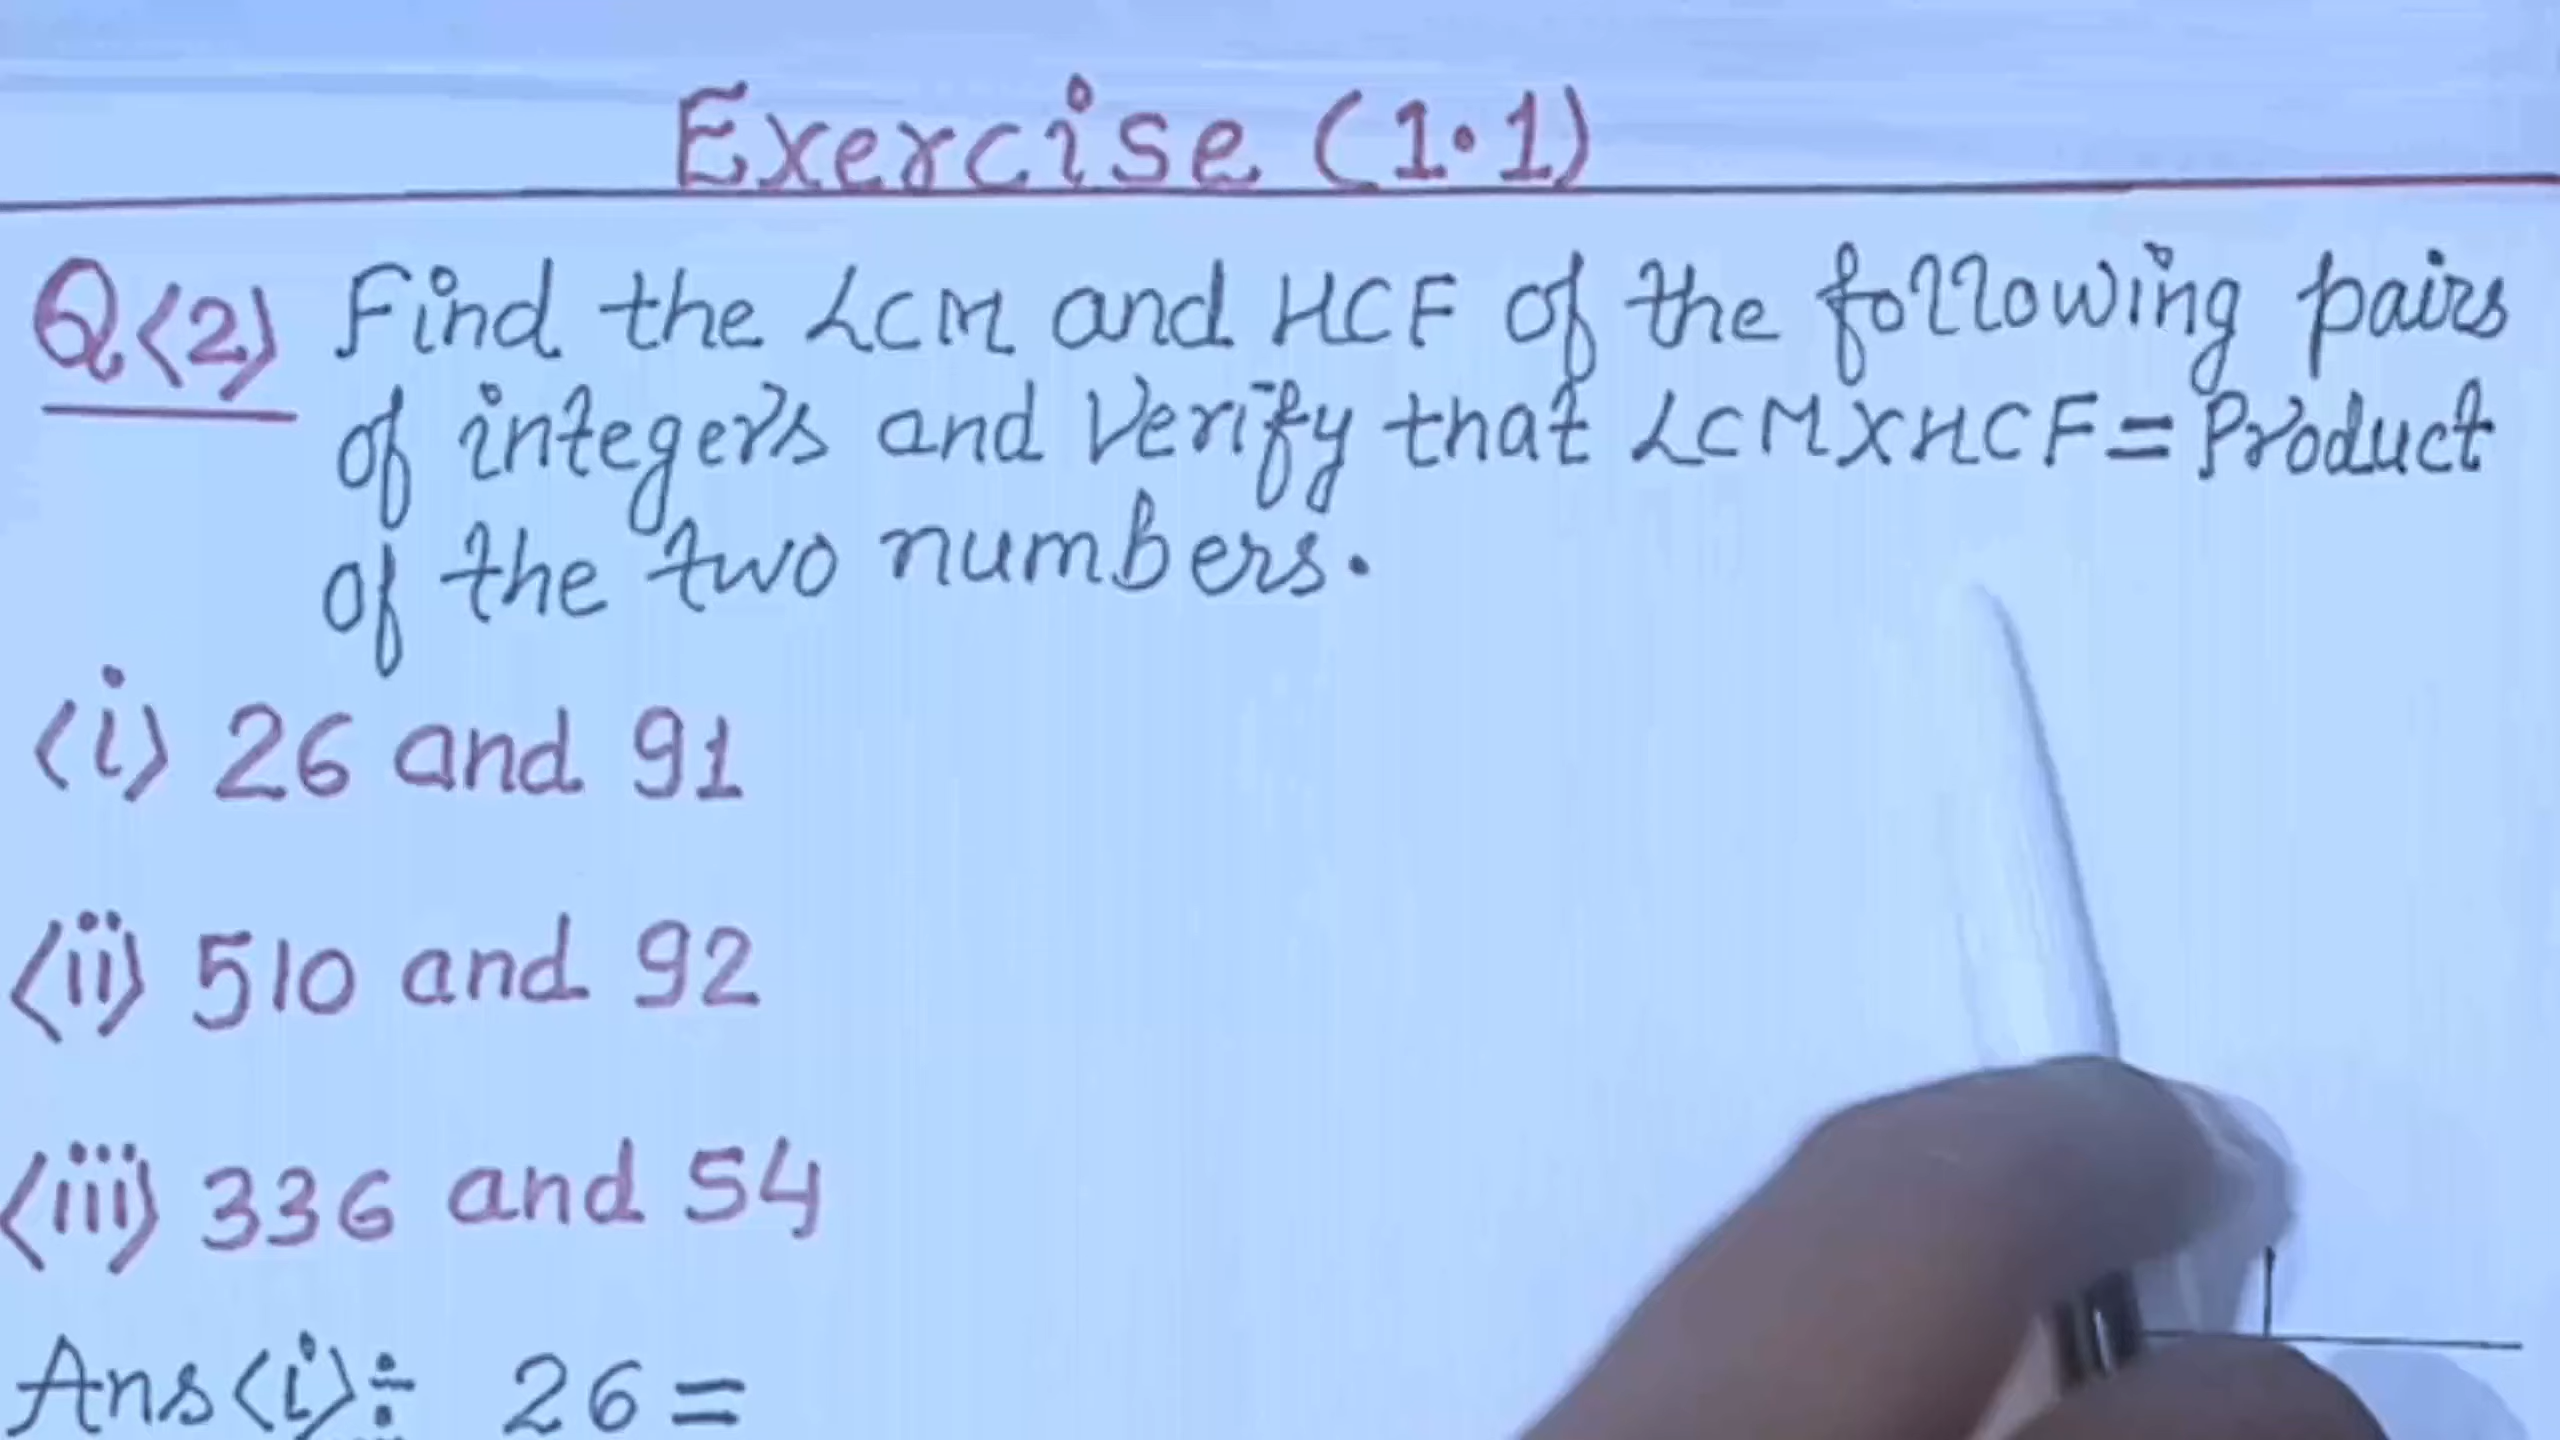 Exercise (1.1)
Q(2) Find the LCM and HCF of the following pairs
of integers and Verify that LCM×HCF=Product
of the two numbers.
(i) 26 and 91
(ii) 510 and 92
(iii) 336 and 54
Ans(i):- 26=